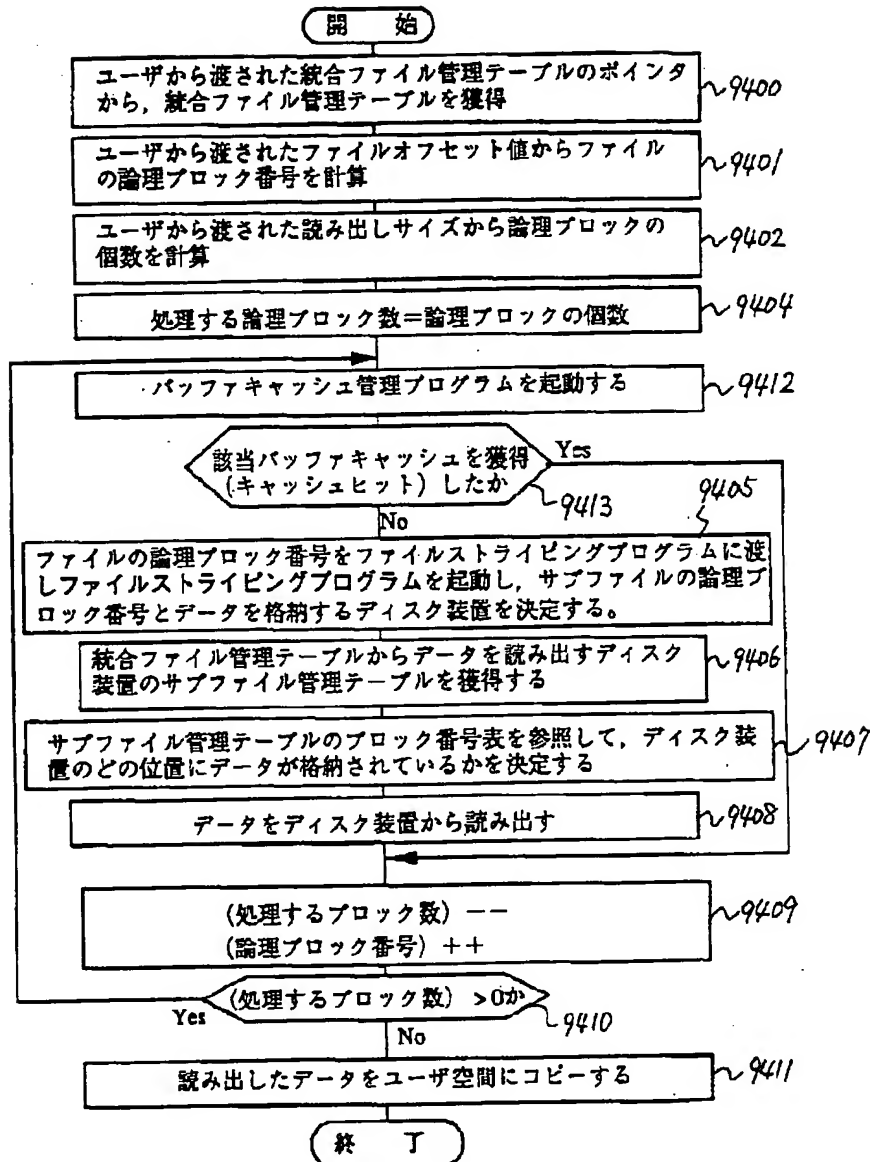 開　始
ユーザから渡された統合ファイル管理テーブルのポインタ
から，統合ファイル管理テーブルを獲得
9400
ユーザから渡されたファイルオフセット値からファイル
の論理ブロック番号を計算
9401
ユーザから渡された読み出しサイズから論理ブロックの
個数を計算
9402
処理する論理ブロック数＝論理ブロックの個数
9404
バッファキャッシュ管理プログラムを起動する
9412
該当バッファキャッシュを獲得
(キャッシュヒット) したか
Yes
9413
No
9405
ファイルの論理ブロック番号をファイルストライピングプログラムに渡
しファイルストライピングプログラムを起動し，サブファイルの論理ブ
ロック番号とデータを格納するディスク装置を決定する。
統合ファイル管理テーブルからデータを読み出すディスク
装置のサブファイル管理テーブルを獲得する
9406
サブファイル管理テーブルのブロック番号表を参照して，ディスク装
置のどの位置にデータが格納されているかを決定する
9407
データをディスク装置から読み出す
9408
(処理するブロック数) −−
(論理ブロック番号) ++
9409
(処理するブロック数) >0か
Yes
9410
No
読み出したデータをユーザ空間にコピーする
9411
終　了